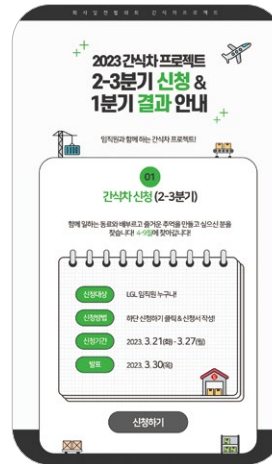 2023 간식차 프로젝트
2-3분기 신청 &
1분기 결과 안내
임직원과 함께 하는 간식차 프로젝트!
01
간식차 신청 (2-3분기)
함께 일하는 동료와 배부르고 즐거운 추억을 만들고 싶으신 분을
찾습니다! 4-9월에 찾아갑니다!
신청대상 LGL 임직원 누구나!
신청방법 하단 신청하기 클릭 & 신청서 작성!
신청기간 2023. 3.21(화) - 3.27(월)
발표 2023. 3.30(목)
신청하기